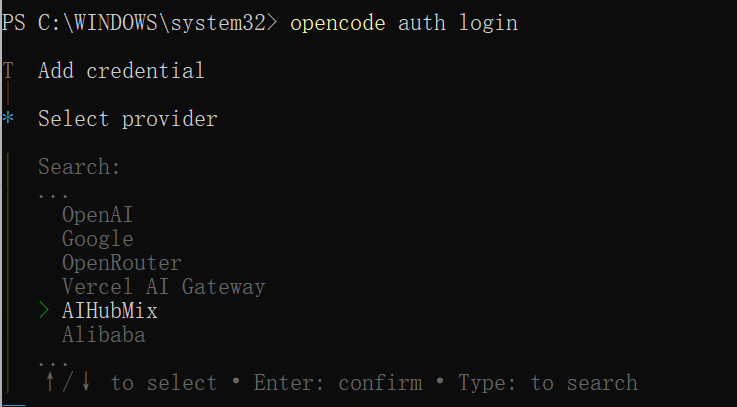 PS C:\WINDOWS\system32> opencode auth login
T  Add credential
|
*  Select provider
|
|  Search:
|  ...
|    OpenAI
|    Google
|    OpenRouter
|    Vercel AI Gateway
|  > AIHubMix
|    Alibaba
|  ...
|  ↑/↓ to select • Enter: confirm • Type: to search